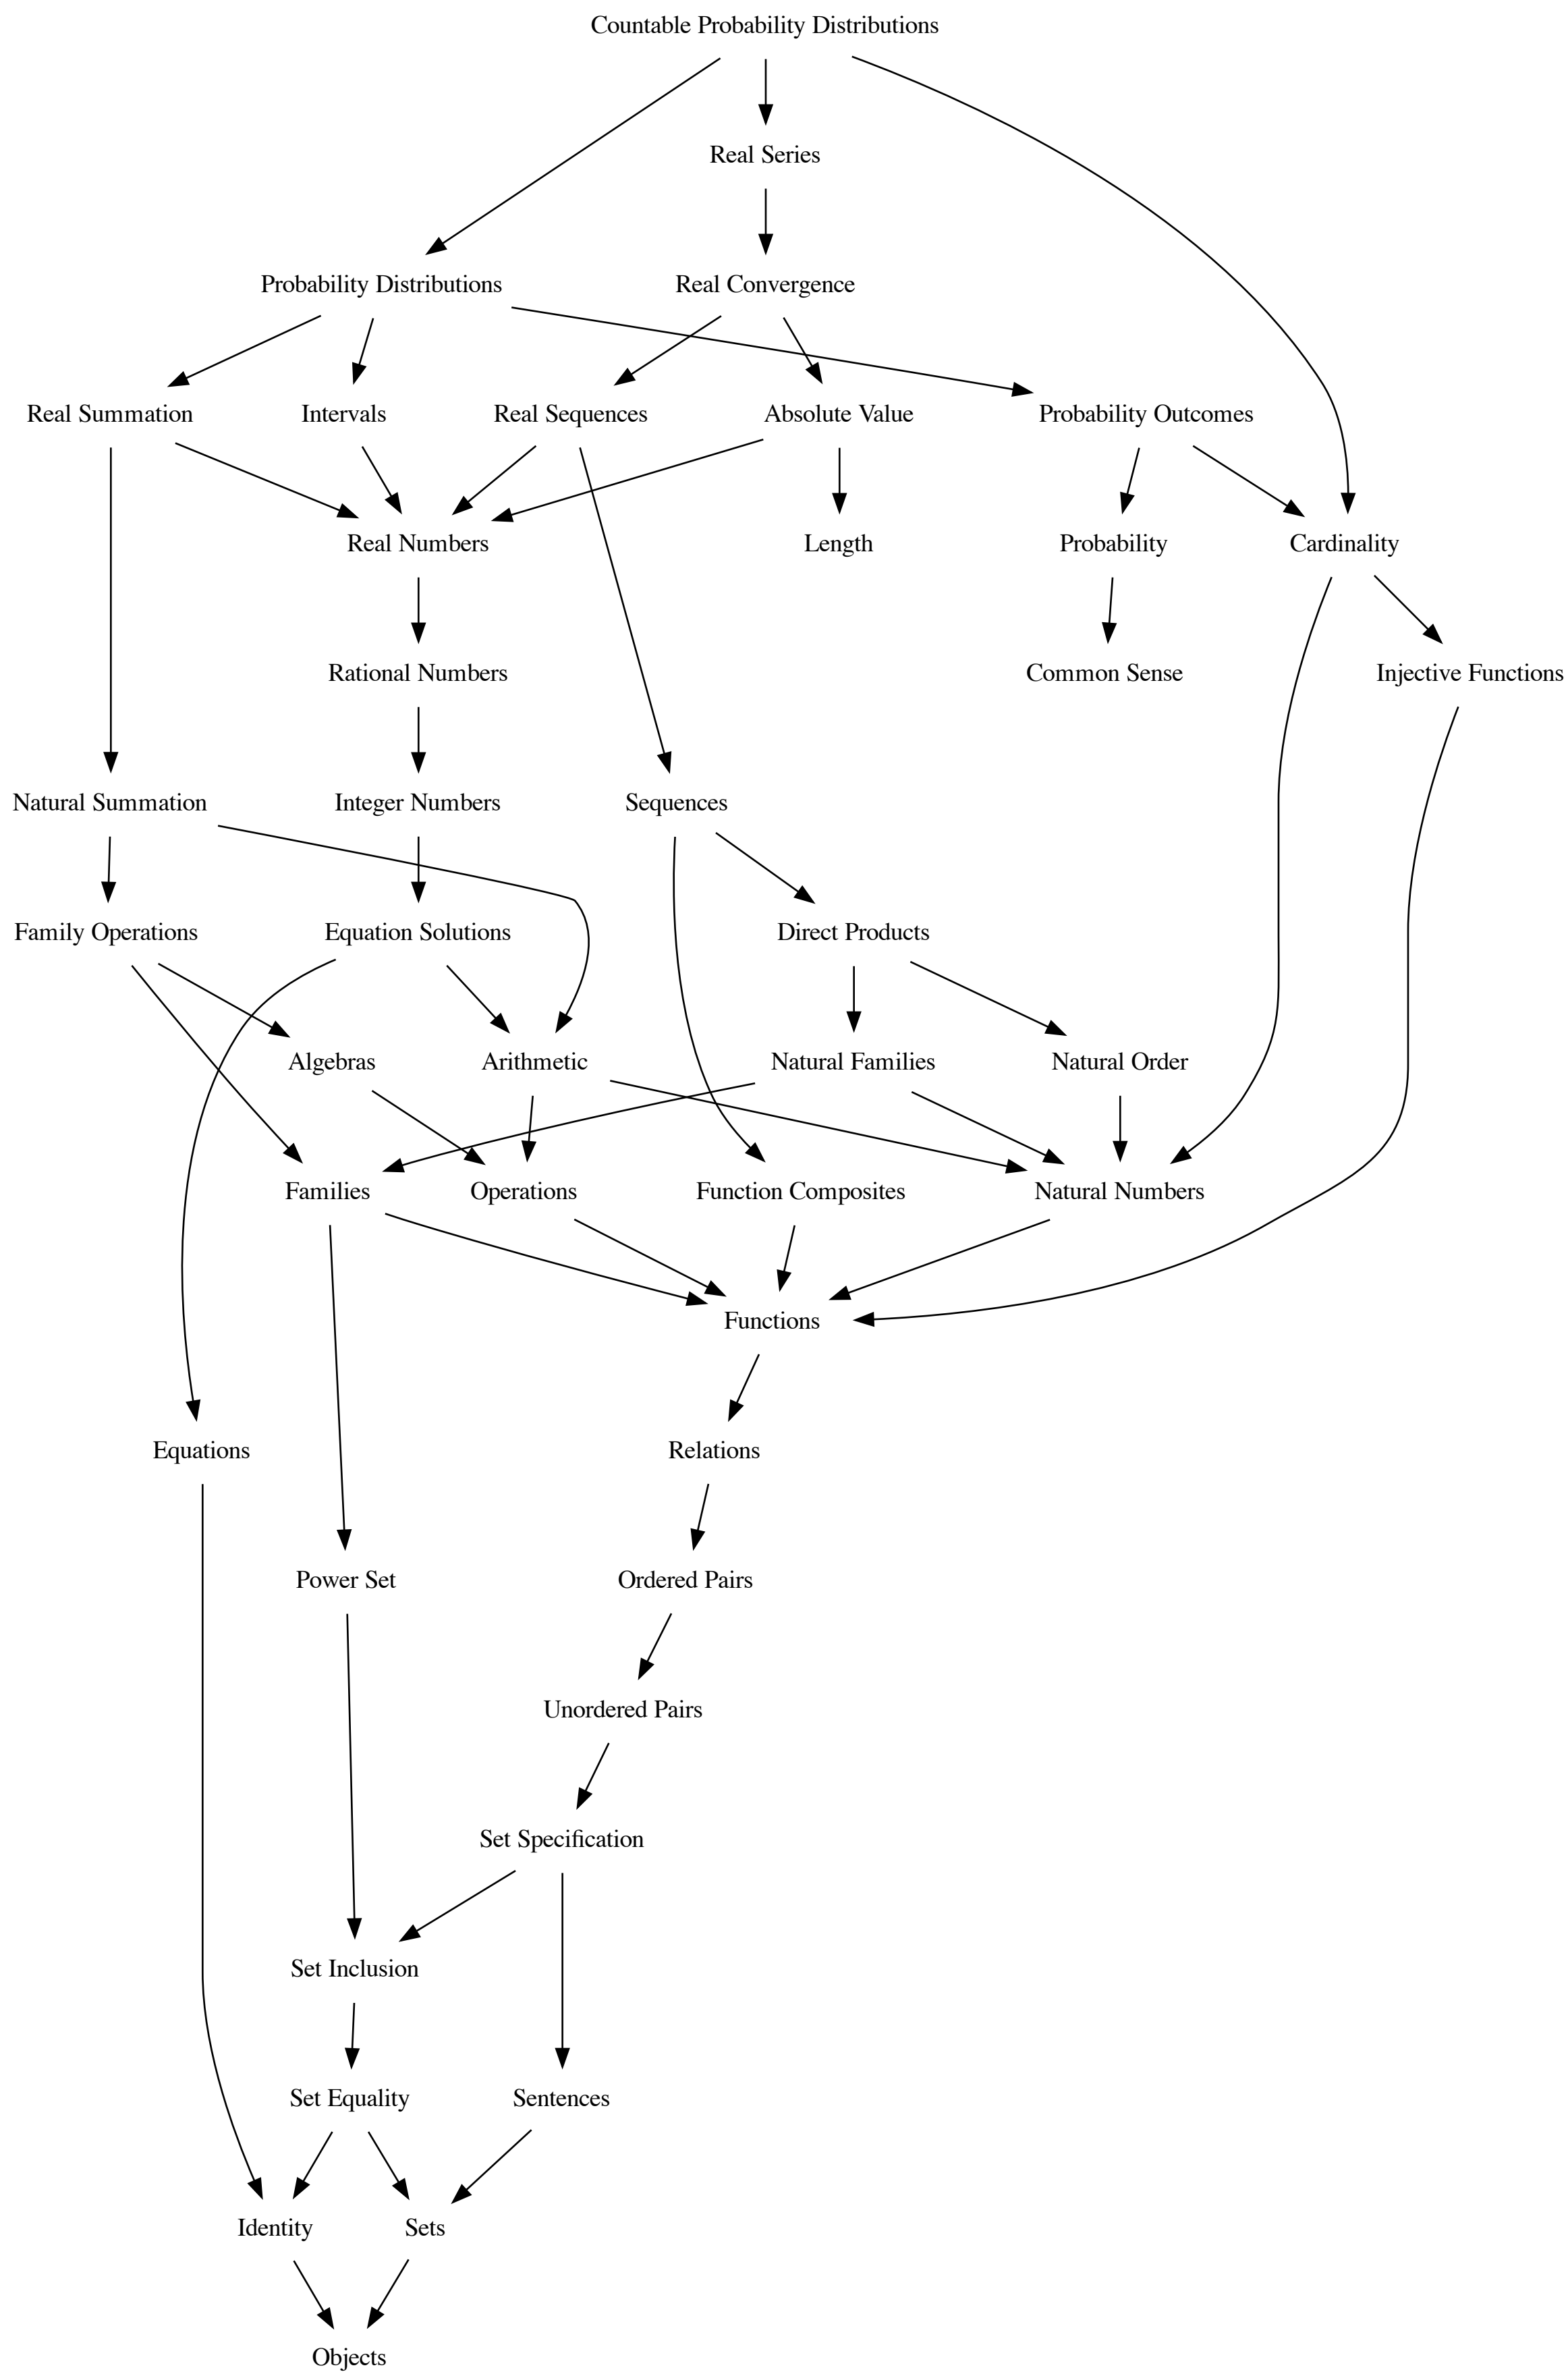 Countable Probability Distributions
Real Series
Probability Distributions
Real Convergence
Real Summation
Intervals
Real Sequences
Absolute Value
Probability Outcomes
Real Numbers
Length
Probability
Cardinality
Rational Numbers
Common Sense
Injective Functions
Natural Summation
Integer Numbers
Sequences
Family Operations
Equation Solutions
Direct Products
Algebras
Arithmetic
Natural Families
Natural Order
Families
Operations
Function Composites
Natural Numbers
Functions
Equations
Relations
Power Set
Ordered Pairs
Unordered Pairs
Set Specification
Set Inclusion
Set Equality
Sentences
Identity
Sets
Objects